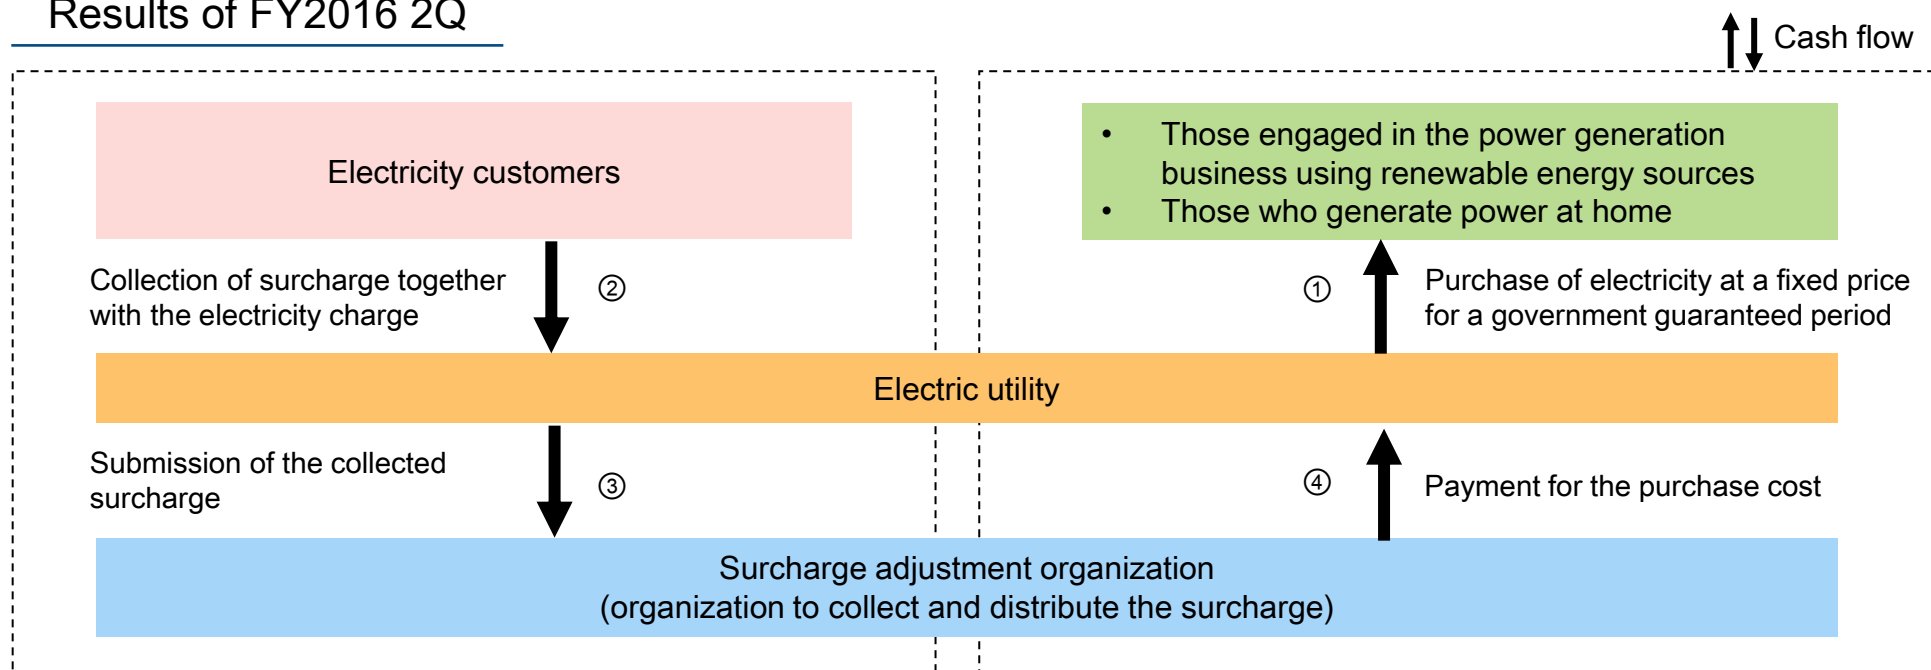 Results of FY2016 2Q
Cash flow
Electricity customers
• Those engaged in the power generation
business using renewable energy sources
• Those who generate power at home
Collection of surcharge together
with the electricity charge
②
①
Purchase of electricity at a fixed price
for a government guaranteed period
Electric utility
Submission of the collected
surcharge
③
④
Payment for the purchase cost
Surcharge adjustment organization
(organization to collect and distribute the surcharge)